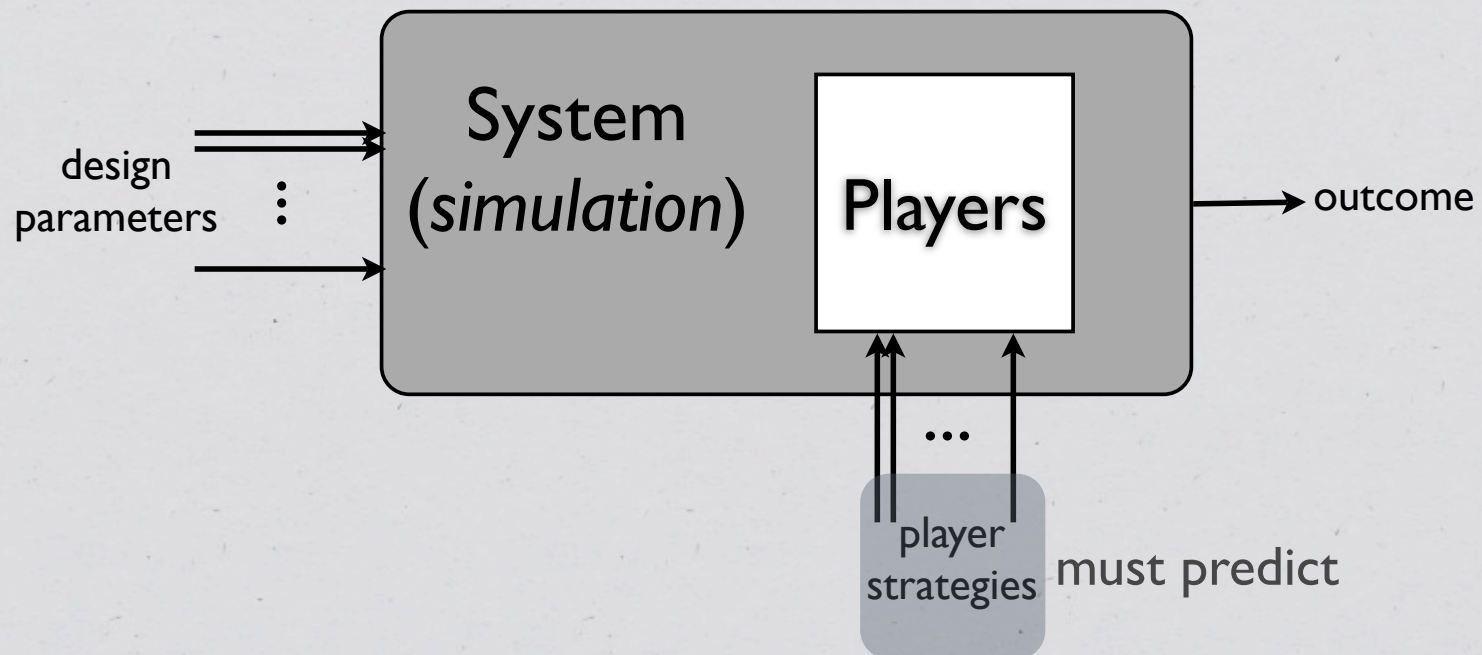 System
(simulation)
Players
design
parameters
⋮
outcome
...
player
strategies
must predict